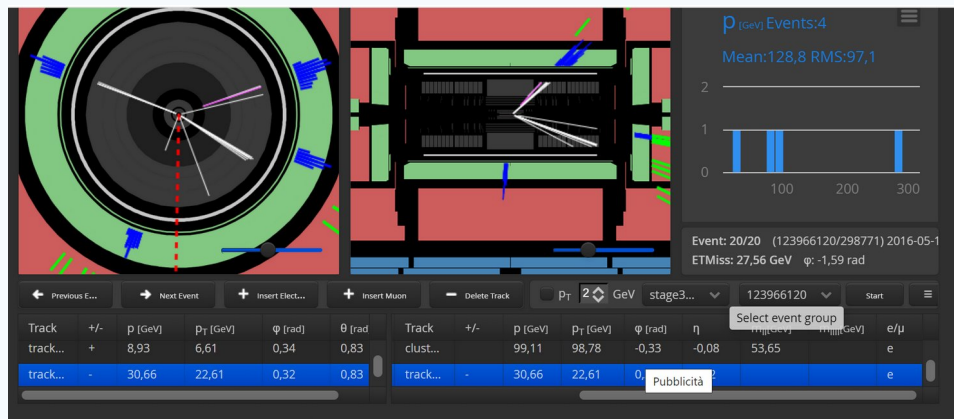 p [GeV] Events:4
Mean:128,8 RMS:97,1
2
1
0
100 200 300
Event: 20/20 (123966120/298771) 2016-05-1
ETMiss: 27,56 GeV φ: -1,59 rad
Previous E... Next Event Insert Elect... Insert Muon Delete Track pT 2 GeV stage3... 123966120 Start
Select event group
Track +/- p [GeV] pT [GeV] φ [rad] θ [rad
track... + 8,93 6,61 0,34 0,83
track... - 30,66 22,61 0,32 0,83
Track +/- p [GeV] pT [GeV] φ [rad] η e/μ
clust... 99,11 98,78 -0,33 -0,08 53,65 e
track... - 30,66 22,61 e
Pubblicità